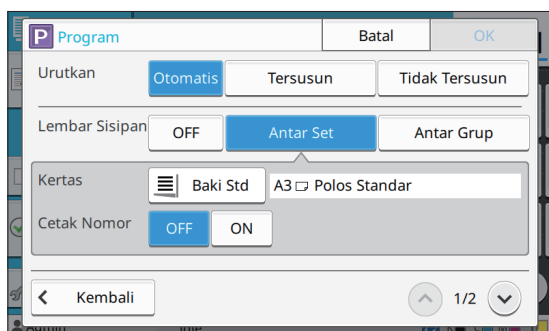 P Program Batal OK
Urutkan Otomatis Tersusun Tidak Tersusun
Lembar Sisipan OFF Antar Set Antar Grup
Kertas Baki Std A3 Polos Standar
Cetak Nomor OFF ON
Kembali 1/2